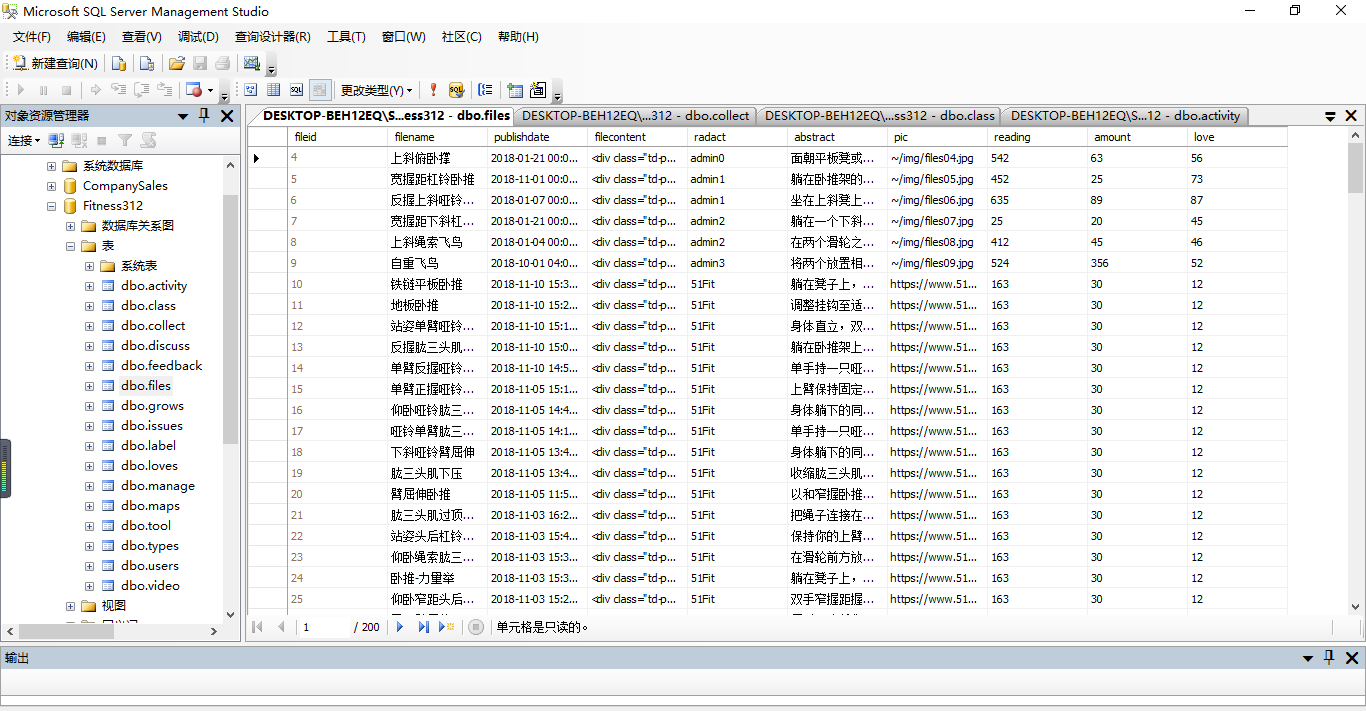 Microsoft SQL Server Management Studio
文件(F) 编辑(E) 查看(V) 调试(D) 查询设计器(R) 工具(T) 窗口(W) 社区(C) 帮助(H)
新建查询(N)
更改类型(Y)
对象资源管理器
连接
系统数据库
CompanySales
Fitness312
数据库关系图
表
系统表
dbo.activity
dbo.class
dbo.collect
dbo.discuss
dbo.feedback
dbo.files
dbo.grows
dbo.issues
dbo.label
dbo.loves
dbo.manage
dbo.maps
dbo.tool
dbo.types
dbo.users
dbo.video
视图
DESKTOP-BEH12EQ\S...ess312 - dbo.files DESKTOP-BEH12EQ\...312 - dbo.collect DESKTOP-BEH12EQ\...ss312 - dbo.class DESKTOP-BEH12EQ\S...12 - dbo.activity
fileid filename publishdate filecontent radact abstract pic reading amount love
4 上斜俯卧撑 2018-01-21 00:0... <div class="td-p... admin0 面朝平板凳或... ~/img/files04.jpg 542 63 56
5 宽握距杠铃卧推 2018-11-01 00:0... <div class="td-p... admin1 躺在卧推架的... ~/img/files05.jpg 452 25 73
6 反握上斜哑铃... 2018-01-07 00:0... <div class="td-p... admin1 坐在上斜凳上... ~/img/files06.jpg 635 89 87
7 宽握距下斜杠... 2018-01-21 00:0... <div class="td-p... admin2 躺在一个下斜... ~/img/files07.jpg 25 20 45
8 上斜绳索飞鸟 2018-01-04 00:0... <div class="td-p... admin2 在两个滑轮之... ~/img/files08.jpg 412 45 46
9 自重飞鸟 2018-10-01 04:0... <div class="td-p... admin3 将两个放置相... ~/img/files09.jpg 524 356 52
10 铁链平板卧推 2018-11-10 15:3... <div class="td-p... 51Fit 躺在凳子上，... https://www.51... 163 30 12
11 地板卧推 2018-11-10 15:2... <div class="td-p... 51Fit 调整挂钩至适... https://www.51... 163 30 12
12 站姿单臂哑铃... 2018-11-10 15:1... <div class="td-p... 51Fit 身体直立，双... https://www.51... 163 30 12
13 反握肱三头肌... 2018-11-10 15:0... <div class="td-p... 51Fit 躺在卧推架上... https://www.51... 163 30 12
14 单臂反握哑铃... 2018-11-10 14:5... <div class="td-p... 51Fit 单手持一只哑... https://www.51... 163 30 12
15 单臂正握哑铃... 2018-11-05 15:1... <div class="td-p... 51Fit 上臂保持固定... https://www.51... 163 30 12
16 仰卧哑铃肱三... 2018-11-05 14:4... <div class="td-p... 51Fit 身体躺下的同... https://www.51... 163 30 12
17 哑铃单臂肱三... 2018-11-05 14:1... <div class="td-p... 51Fit 单手持一只哑... https://www.51... 163 30 12
18 下斜哑铃臂屈伸 2018-11-05 13:4... <div class="td-p... 51Fit 身体躺下的同... https://www.51... 163 30 12
19 肱三头肌下压 2018-11-05 13:4... <div class="td-p... 51Fit 收缩肱三头肌... https://www.51... 163 30 12
20 臂屈伸卧推 2018-11-05 11:5... <div class="td-p... 51Fit 以和窄握卧推... https://www.51... 163 30 12
21 肱三头肌过顶... 2018-11-03 16:2... <div class="td-p... 51Fit 把绳子连接在... https://www.51... 163 30 12
22 站姿头后杠铃... 2018-11-03 15:4... <div class="td-p... 51Fit 保持你的上臂... https://www.51... 163 30 12
23 仰卧绳索肱三... 2018-11-03 15:3... <div class="td-p... 51Fit 在滑轮前方放... https://www.51... 163 30 12
24 卧推-力量举 2018-11-03 15:3... <div class="td-p... 51Fit 躺在凳子上，... https://www.51... 163 30 12
25 仰卧窄距头后... 2018-11-03 15:2... <div class="td-p... 51Fit 双手窄握距握... https://www.51... 163 30 12
1 / 200 单元格是只读的。
输出